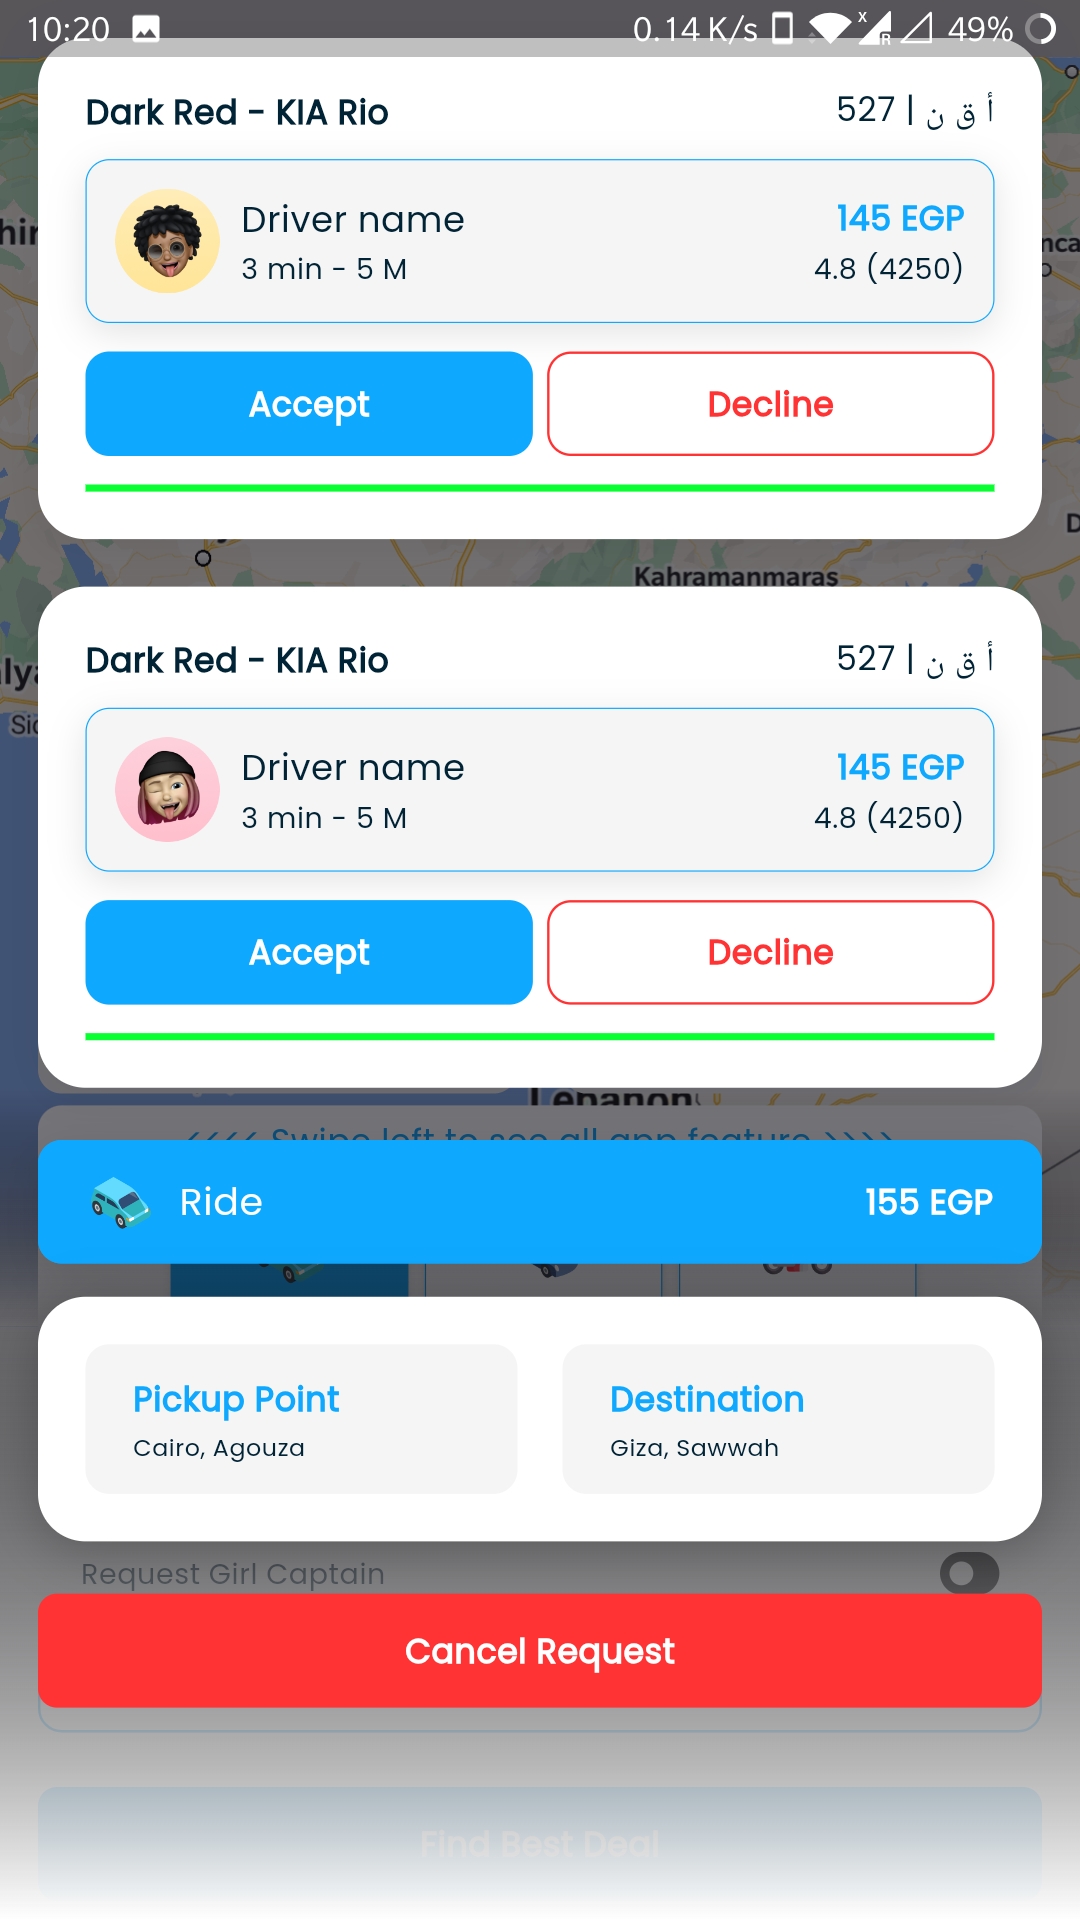 10:20 0.14 K/s 49%
Dark Red - KIA Rio
527 | أ ق ن
Driver name
145 EGP
3 min - 5 M
4.8 (4250)
Accept
Decline
Kahramanmaras
Dark Red - KIA Rio
527 | أ ق ن
Driver name
145 EGP
3 min - 5 M
4.8 (4250)
Accept
Decline
Lebanon
<<<< Swipe left to see all app feature >>>>
Ride
155 EGP
Pickup Point
Cairo, Agouza
Destination
Giza, Sawwah
Request Girl Captain
Cancel Request
Find Best Deal